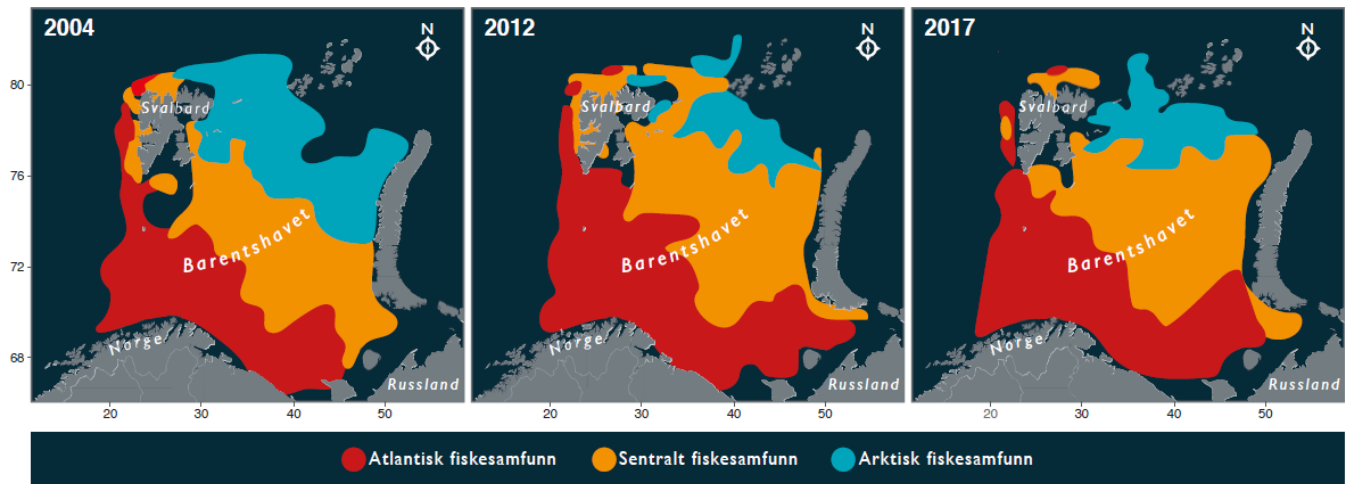 2004
N
80
76
72
68
Svalbard
Barentshavet
Norge
Russland
20 30 40 50
2012
N
Svalbard
Barentshavet
Norge
Russland
20 30 40 50
2017
N
Svalbard
Barentshavet
Norge
Russland
20 30 40 50
Atlantisk fiskesamfunn Sentralt fiskesamfunn Arktisk fiskesamfunn